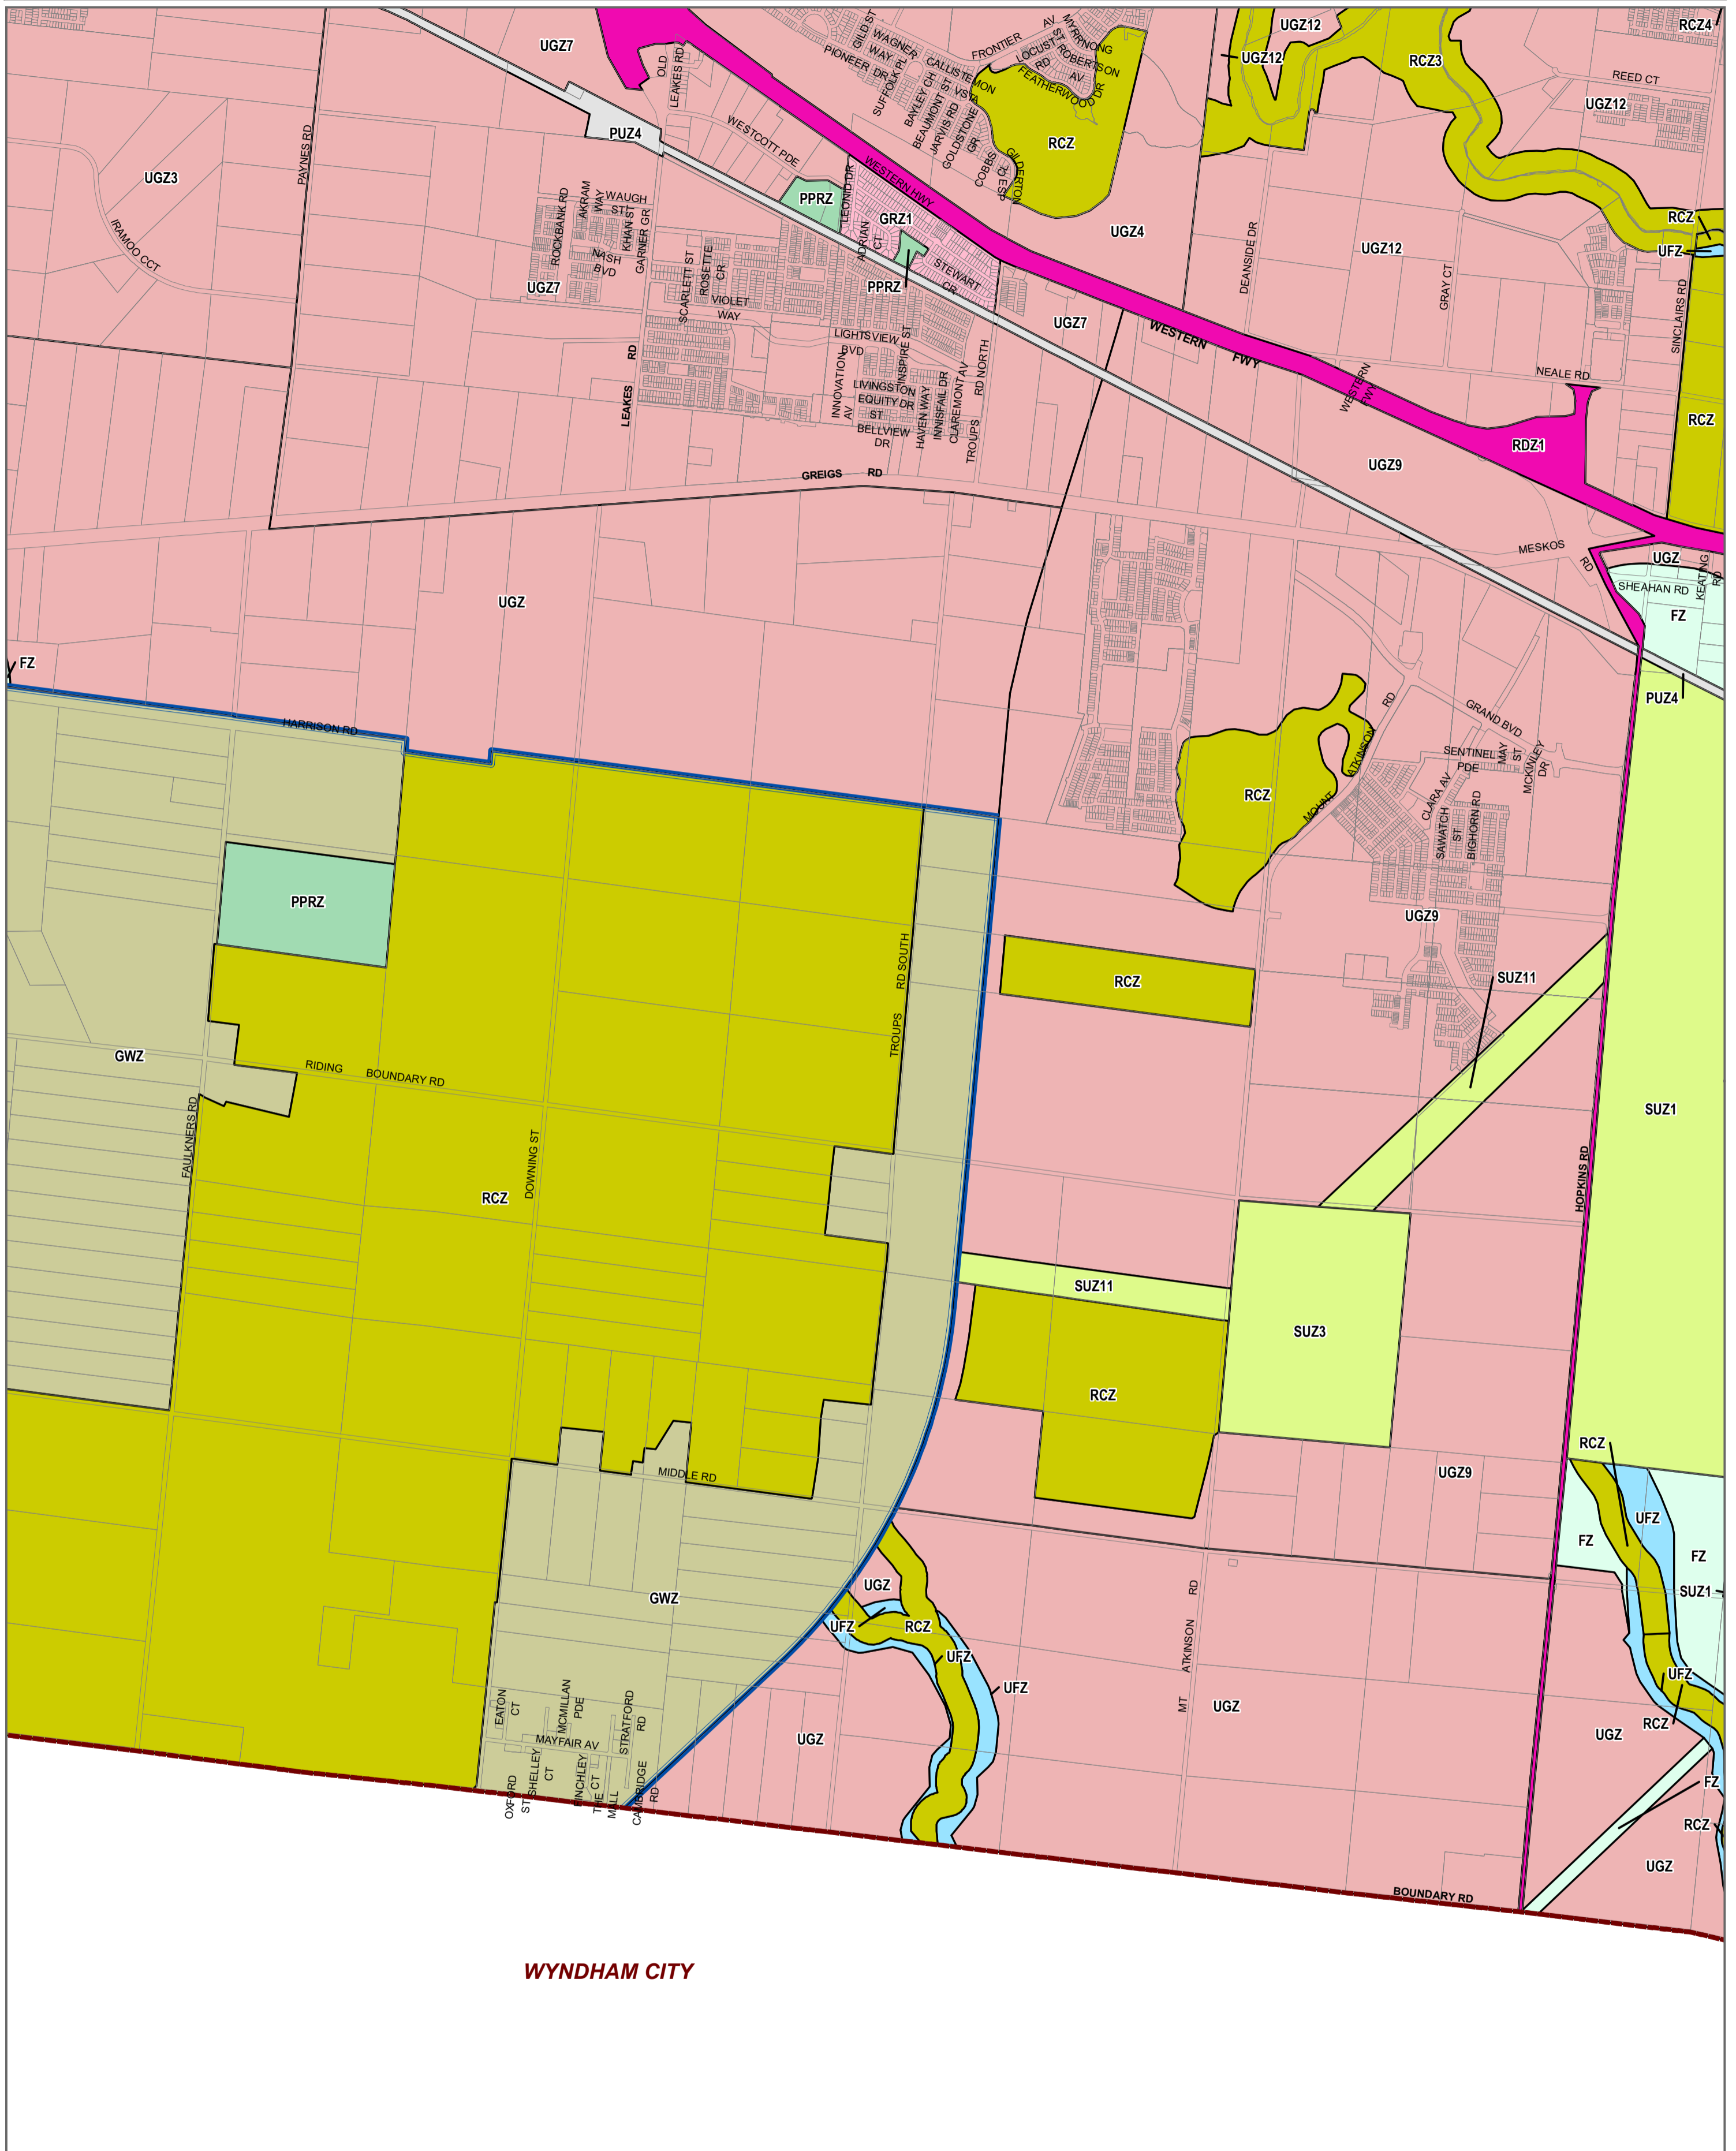 UGZ7
UGZ12
RCZ4
UGZ12
RCZ3
REED CT
UGZ12
OLD
LEAKES RD
GILD ST
WAGNER
WAY
PIONEER DR
SUFFOLK PL
CALLISTEMON
VSTA
BAYLEY CH
BEAUMONT ST
JARVIS RD
GOLDSTONE
GR
COBBS
CL
ESP
GILDERTON
FRONTIER
AV
MYRRNONG
ST
LOCUST
RD
ROBERTSON
AV
FEATHERWOOD
DR
RCZ
PUZ4
WESTCOTT PDE
PAYNES RD
UGZ3
IRAMOO CCT
PPRZ
LEONID DR
WESTERN HWY
GRZ1
ADRIAN
CT
STEWART
CR
PPRZ
UGZ4
DEANSIDE DR
UGZ12
GRAY CT
RCZ
UFZ
SINCLAIRS RD
ROCKBANK RD
AKRAM
WAY
WAUGH
ST
KHAN ST
GARNER GR
NASH
BVD
UGZ7
SCARLETT ST
ROSETTE
CR
VIOLET
WAY
LIGHTSVIEW
BVD
INSPIRE ST
INNOVATION
AV
LIVINGSTON
EQUITY DR
ST
BELLVIEW
DR
HAVEN WAY
INNISFAIL DR
CLAREMONT AV
TROUPS
RD NORTH
UGZ7
WESTERN
FWY
WESTERN
FWY
NEALE RD
RCZ
RDZ1
UGZ9
LEAKES
RD
GREIGS
RD
MESKOS
RD
UGZ
SHEAHAN RD
KEATING
RD
FZ
UGZ
FZ
HARRISON RD
PUZ4
GRAND BVD
MOUNT
ATKINSON
RD
SENTINEL
PDE
MAY
ST
MCKINLEY
DR
CLARA AV
SAWATCH
ST
BIGHORN RD
RCZ
PPRZ
UGZ9
RCZ
SUZ11
TROUPS
RD SOUTH
GWZ
RIDING
BOUNDARY RD
FAULKNERS RD
DOWNING ST
RCZ
SUZ1
HOPKINS RD
SUZ11
SUZ3
RCZ
RCZ
UGZ9
MIDDLE RD
UFZ
FZ
FZ
SUZ1
GWZ
UGZ
UFZ
RCZ
UFZ
UFZ
MT
ATKINSON
RD
UGZ
UFZ
RCZ
UGZ
UGZ
FZ
RCZ
UGZ
EATON
CT
MCMILLAN
PDE
STRATFORD
RD
MAYFAIR AV
OXFORD
ST
SHELLEY
CT
FINCHLEY
CT
THE
MALL
CAMBRIDGE
RD
BOUNDARY RD
WYNDHAM CITY